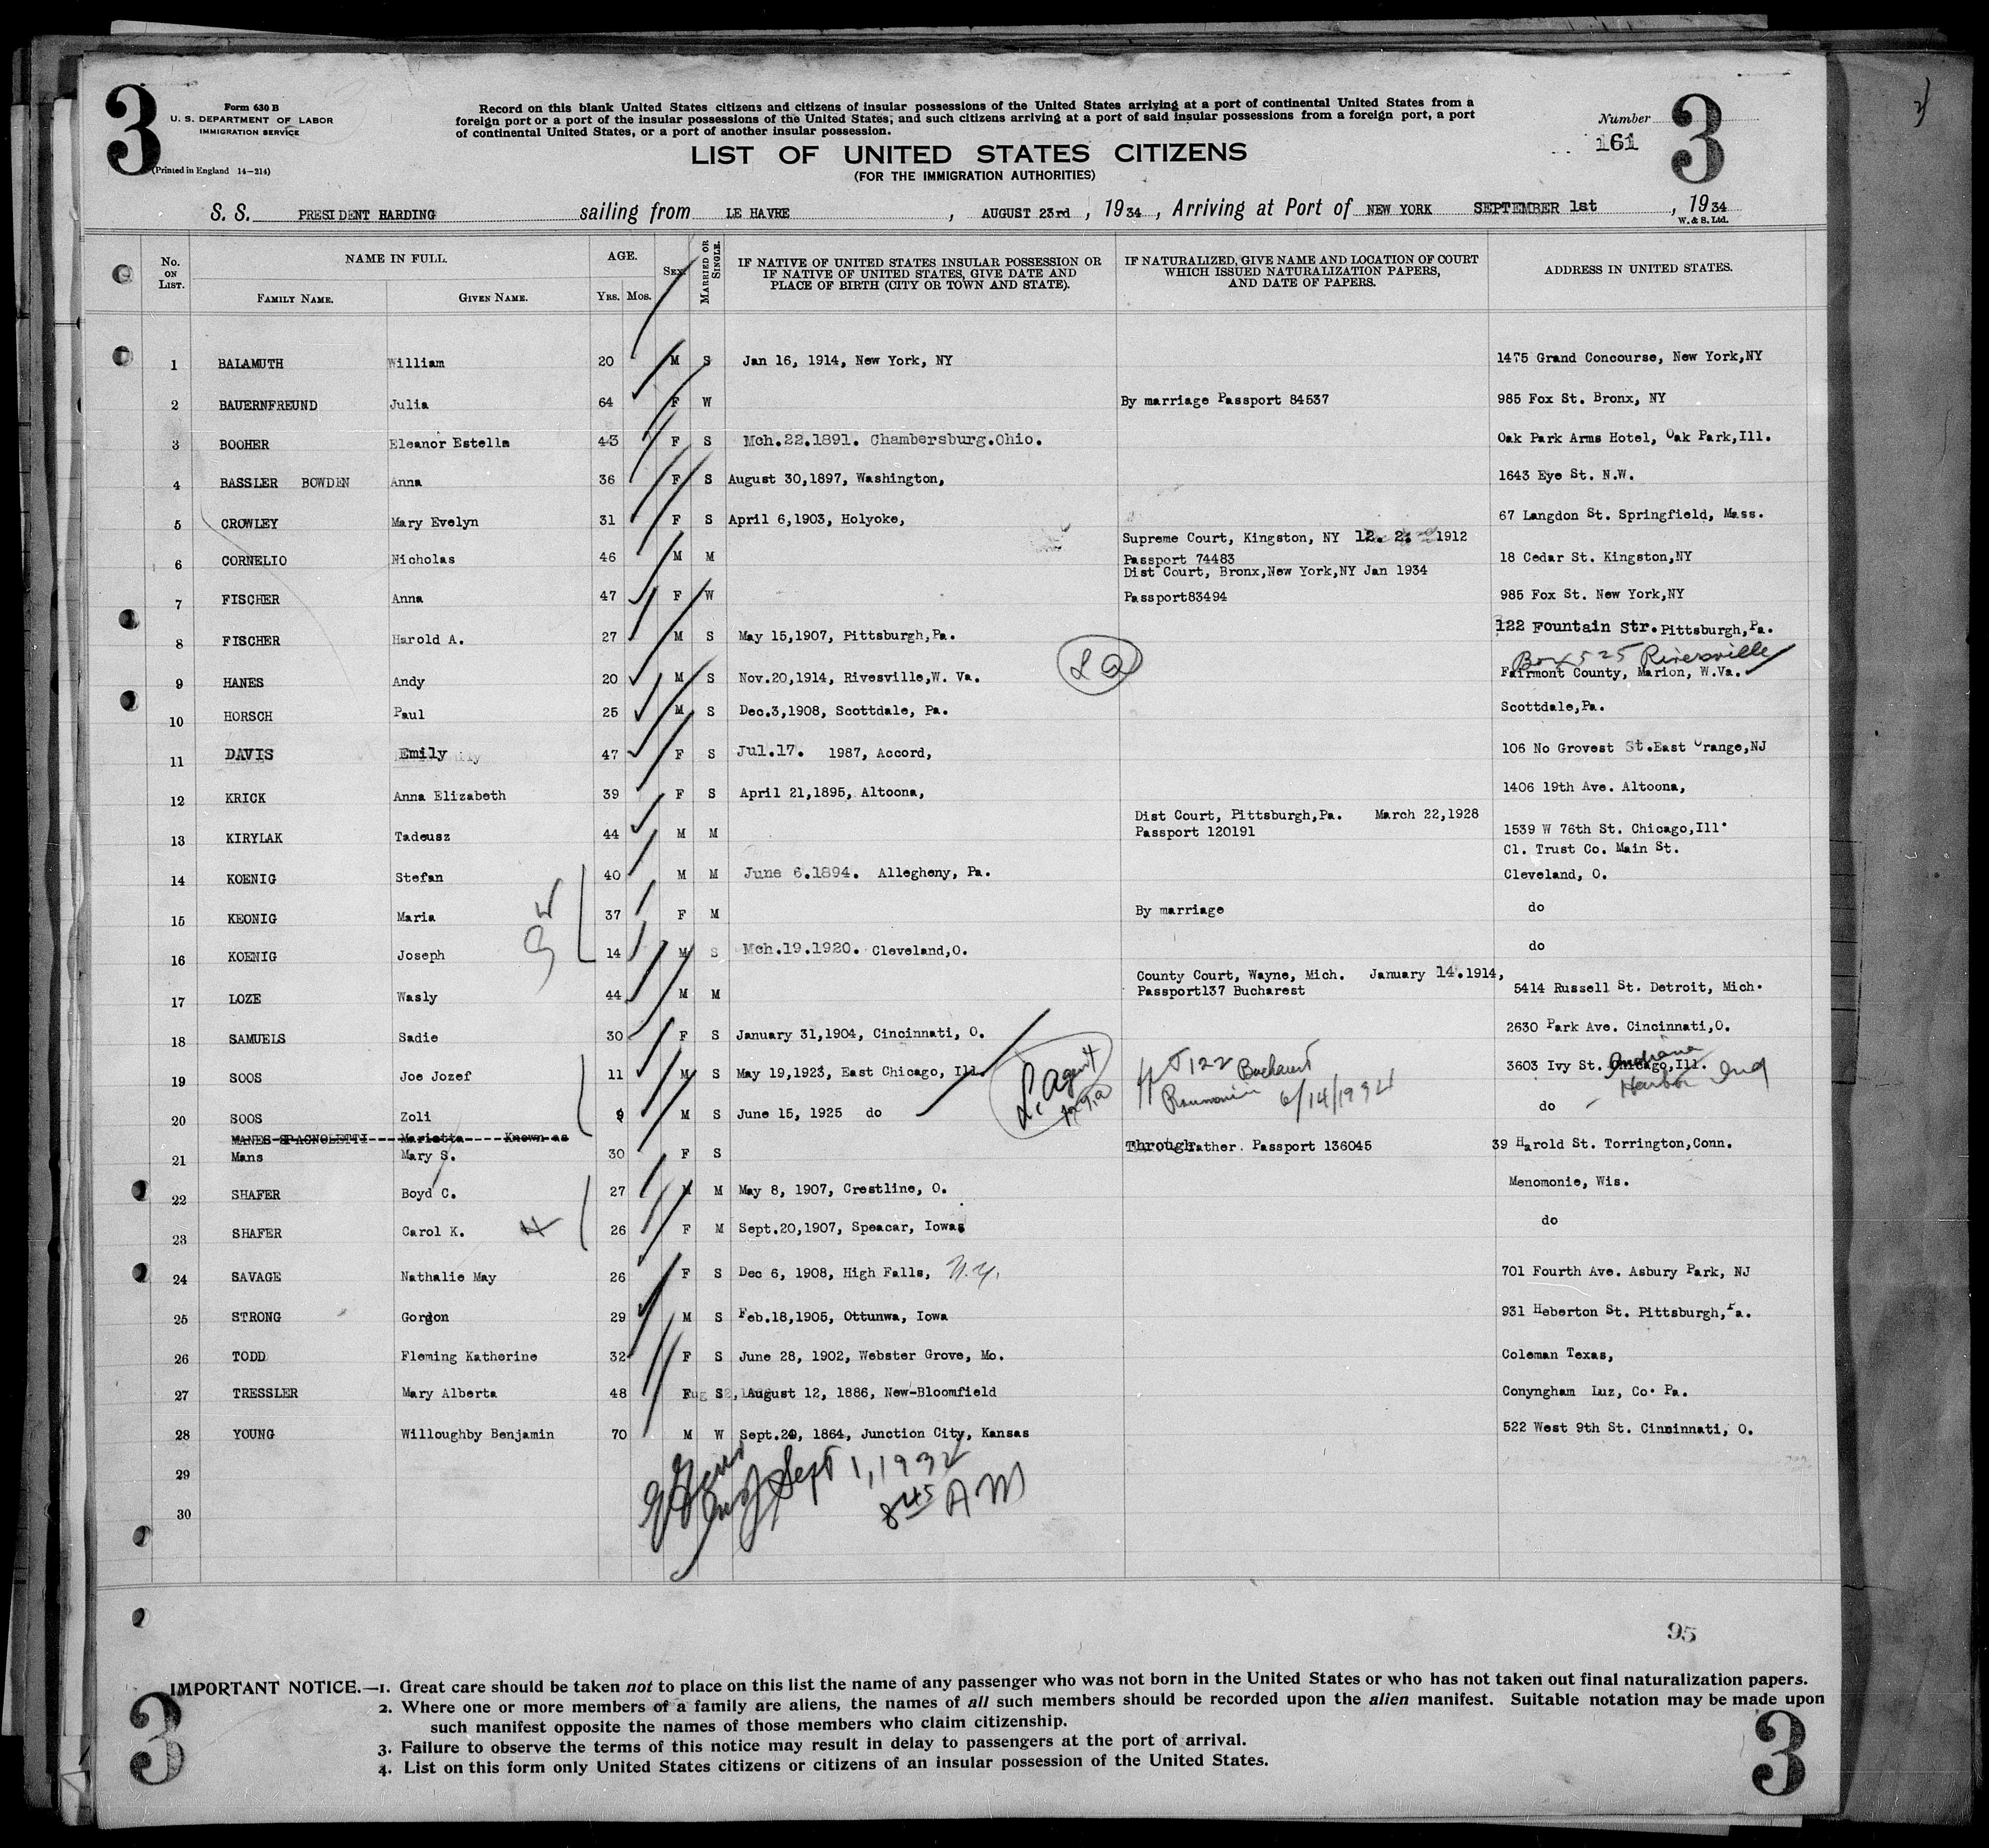 3
Form 630 B
U. S. DEPARTMENT OF LABOR
IMMIGRATION SERVICE
(Printed in England 14—214)
Record on this blank United States citizens and citizens of insular possessions of the United States arriving at a port of continental United States from a
foreign port or a port of the insular possessions of the United States, and such citizens arriving at a port of said insular possessions from a foreign port, a port
of continental United States, or a port of another insular possession.
LIST OF UNITED STATES CITIZENS
(FOR THE IMMIGRATION AUTHORITIES)
Number
161
3
S. S. PRESIDENT HARDING sailing from LE HAVRE , AUGUST 23rd , 1934 , Arriving at Port of NEW YORK SEPTEMBER 1st , 1934
W. & S. Ltd.
No. ON LIST. NAME IN FULL. AGE. SEX. MARRIED OR SINGLE. IF NATIVE OF UNITED STATES INSULAR POSSESSION OR IF NATIVE OF UNITED STATES, GIVE DATE AND PLACE OF BIRTH (CITY OR TOWN AND STATE). IF NATURALIZED, GIVE NAME AND LOCATION OF COURT WHICH ISSUED NATURALIZATION PAPERS, AND DATE OF PAPERS. ADDRESS IN UNITED STATES.
FAMILY NAME. GIVEN NAME. YRS. MOS.
1 BALAMUTH William 20 M S Jan 16, 1914, New York, NY 1475 Grand Concourse, New York,NY
2 BAUERNFREUND Julia 64 F W By marriage Passport 84537 985 Fox St. Bronx, NY
3 BOOHER Eleanor Estella 43 F S Mch.22.1891. Chambersburg.Ohio. Oak Park Arms Hotel, Oak Park,Ill.
4 BASSLER BOWDEN Anna 36 F S August 30,1897, Washington, 1643 Eye St. N.W.
5 CROWLEY Mary Evelyn 31 F S April 6,1903, Holyoke, 67 Langdon St. Springfield, Mass.
Supreme Court, Kingston, NY 12. 2. 1912
6 CORNELIO Nicholas 46 M M Passport 74483 18 Cedar St. Kingston,NY
Dist Court, Bronx,New York,NY Jan 1934
7 FISCHER Anna 47 F W Passport83494 985 Fox St. New York,NY
8 FISCHER Harold A. 27 M S May 15,1907, Pittsburgh,Pa. 122 Fountain Str. Pittsburgh,Pa.
Box 525 Riversville
9 HANES Andy 20 M S Nov.20,1914, Rivesville,W. Va. Fairmont County, Marion, W.Va.
10 HORSCH Paul 25 M S Dec.3,1908, Scottdale, Pa. Scottdale,Pa.
11 DAVIS Emily 47 F S Jul.17. 1987, Accord, 106 No Grovest St.East Orange,NJ
12 KRICK Anna Elizabeth 39 F S April 21,1895, Altoona, 1406 19th Ave. Altoona,
Dist Court, Pittsburgh,Pa. March 22,1928
13 KIRYLAK Tadeusz 44 M M Passport 120191 1539 W 76th St. Chicago,Ill.
Cl. Trust Co. Main St.
14 KOENIG Stefan 40 M M June 6.1894. Allegheny, Pa. Cleveland, O.
15 KEONIG Maria 37 F M By marriage do
16 KOENIG Joseph 14 M S Mch.19.1920. Cleveland,O. do
County Court, Wayne, Mich. January 14.1914,
17 LOZE Wasly 44 M M Passport137 Bucharest 5414 Russell St. Detroit, Mich.
18 SAMUELS Sadie 30 F S January 31,1904, Cincinnati, O. 2630 Park Ave. Cincinnati,O.
19 SOOS Joe Jozef 11 M S May 19,1923, East Chicago, Ill. 122 Bucharest 3603 Ivy St. Chicago,Ill. Indiana
Roumania 6/14/1934 Harbor Ind
20 SOOS Zoli 9 M S June 15, 1925 do do
MANES SPAGNOLETTI Marietta Known as
21 Mans Mary S. 30 F S Through father. Passport 136045 39 Harold St. Torrington,Conn.
22 SHAFER Boyd C. 27 M M May 8, 1907, Crestline, O. Menomonie, Wis.
23 SHAFER Carol K. 26 F M Sept.20,1907, Speacar, Iowas do
24 SAVAGE Nathalie May 26 F S Dec 6, 1908, High Falls, N.Y. 701 Fourth Ave. Asbury Park, NJ
25 STRONG Gordon 29 M S Feb.18,1905, Ottunwa, Iowa 931 Heberton St. Pittsburgh,Pa.
26 TODD Fleming Katherine 32 F S June 28, 1902, Webster Grove, Mo. Coleman Texas,
27 TRESSLER Mary Alberta 48 F S August 12, 1886, New-Bloomfield Conyngham Luz, Co. Pa.
28 YOUNG Willoughby Benjamin 70 M W Sept.20, 1864, Junction City, Kansas 522 West 9th St. Cincinnati, O.
29
30
Sept 1, 1934
8 45 AM
95
IMPORTANT NOTICE.—1. Great care should be taken not to place on this list the name of any passenger who was not born in the United States or who has not taken out final naturalization papers.
2. Where one or more members of a family are aliens, the names of all such members should be recorded upon the alien manifest. Suitable notation may be made upon
such manifest opposite the names of those members who claim citizenship.
3. Failure to observe the terms of this notice may result in delay to passengers at the port of arrival.
4. List on this form only United States citizens or citizens of an insular possession of the United States.
3
3